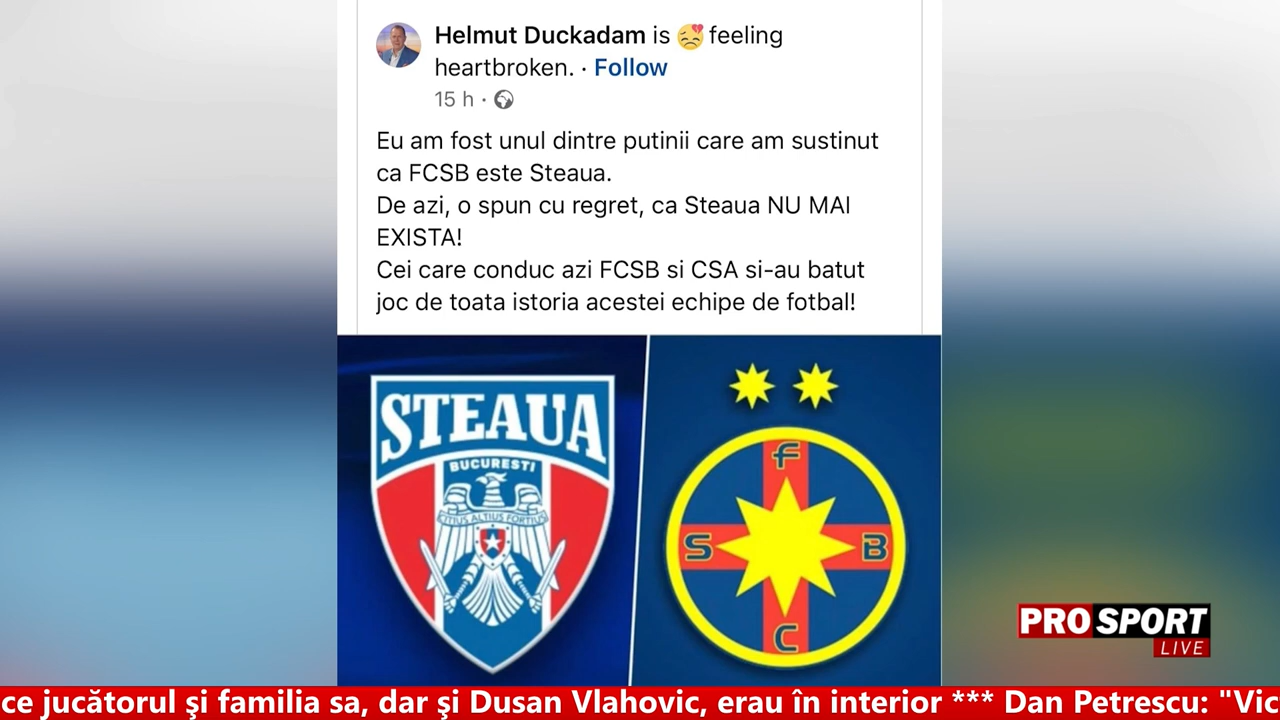 Helmut Duckadam is 😥 feeling
heartbroken. · Follow
15 h ·
Eu am fost unul dintre putinii care am sustinut
ca FCSB este Steaua.
De azi, o spun cu regret, ca Steaua NU MAI
EXISTA!
Cei care conduc azi FCSB si CSA si-au batut
joc de toata istoria acestei echipe de fotbal!
STEAUA
BUCURESTI
CITIUS ALTIUS FORTIUS
F
S B
C
PRO SPORT
LIVE
ce jucătorul şi familia sa, dar şi Dusan Vlahovic, erau în interior *** Dan Petrescu: "Vic